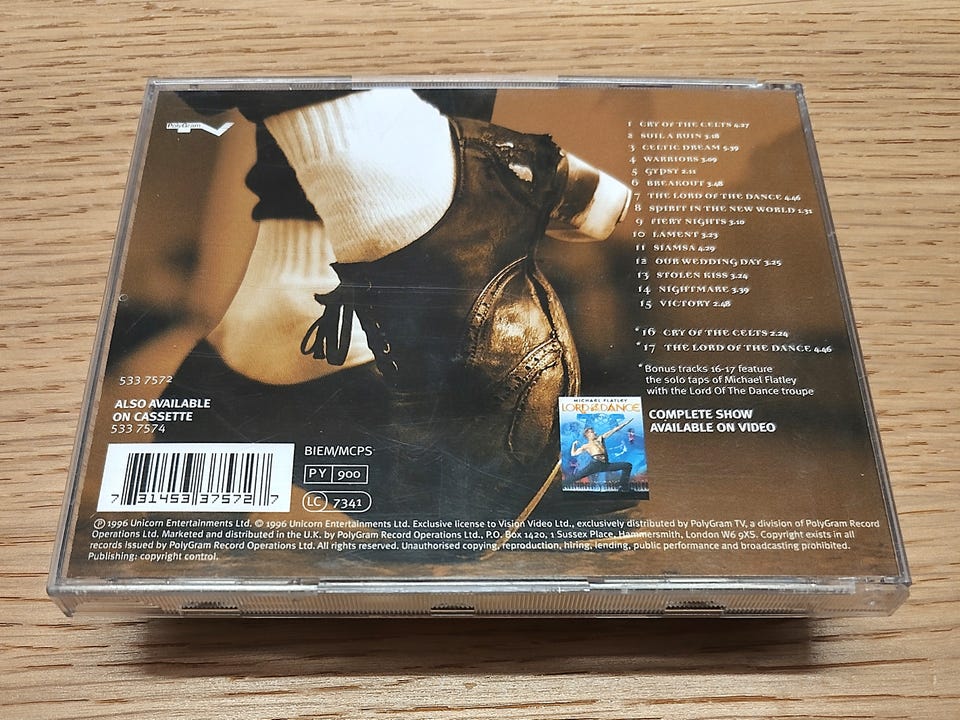 PolyGram TV
1 CRY OF THE CELTS 4.27
2 SUIL A RUIN 3.18
3 CELTIC DREAM 5.39
4 WARRIORS 3.09
5 GYPSY 2.11
6 BREAKOUT 3.48
7 THE LORD OF THE DANCE 4.46
8 SPIRIT IN THE NEW WORLD 1.31
9 FIERY NIGHTS 3.10
10 LAMENT 3.23
11 SIAMSA 4.29
12 OUR WEDDING DAY 3.25
13 STOLEN KISS 3.24
14 NIGHTMARE 3.39
15 VICTORY 2.48
*16 CRY OF THE CELTS 2.24
*17 THE LORD OF THE DANCE 4.46
*Bonus tracks 16-17 feature
the solo taps of Michael Flatley
with the Lord Of The Dance troupe
533 7572
ALSO AVAILABLE
ON CASSETTE
533 7574
MICHAEL FLATLEY
LORD OF THE DANCE
COMPLETE SHOW
AVAILABLE ON VIDEO
BIEM/MCPS
PY 900
LC 7341
7 31453 37572 7
℗ 1996 Unicorn Entertainments Ltd. © 1996 Unicorn Entertainments Ltd. Exclusive license to Vision Video Ltd., exclusively distributed by PolyGram TV, a division of PolyGram Record
Operations Ltd. Marketed and distributed in the U.K. by PolyGram Record Operations Ltd., P.O. Box 1420, 1 Sussex Place, Hammersmith, London W6 9XS. Copyright exists in all
records issued by PolyGram Record Operations Ltd. All rights reserved. Unauthorised copying, reproduction, hiring, lending, public performance and broadcasting prohibited.
Publishing: copyright control.